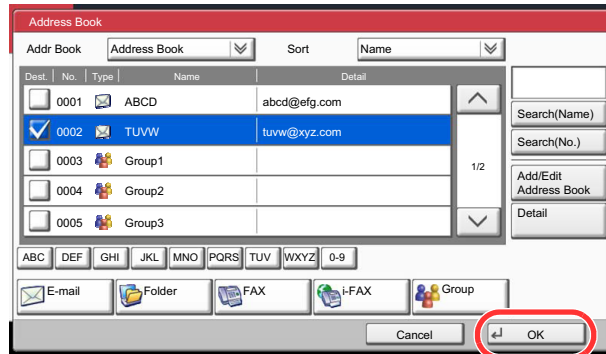 Address Book
Addr Book Address Book Sort Name
Dest. No. Type Name Detail
0001 ABCD abcd@efg.com
0002 TUVW tuvw@xyz.com
0003 Group1
0004 Group2
0005 Group3
1/2
Search(Name)
Search(No.)
Add/Edit
Address Book
Detail
ABC DEF GHI JKL MNO PQRS TUV WXYZ 0-9
E-mail Folder FAX i-FAX Group
Cancel OK